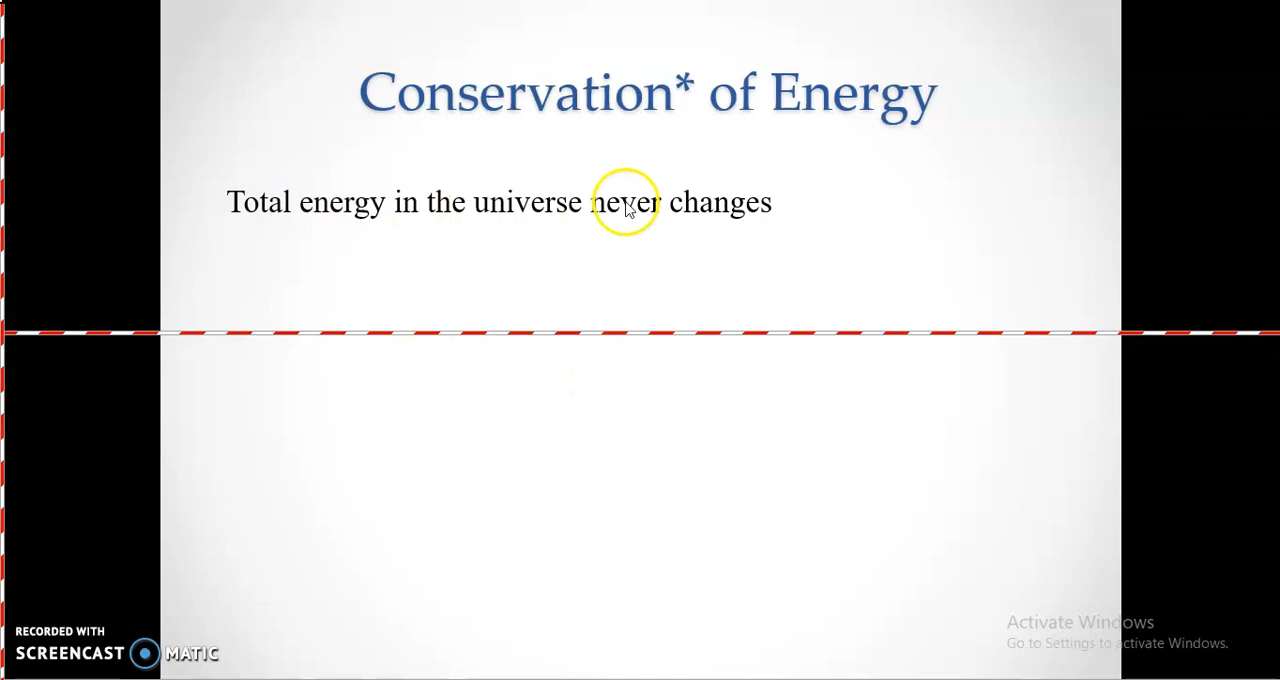 Conservation* of Energy
Total energy in the universe never changes
Activate Windows
Go to Settings to activate Windows.
RECORDED WITH
SCREENCAST MATIC